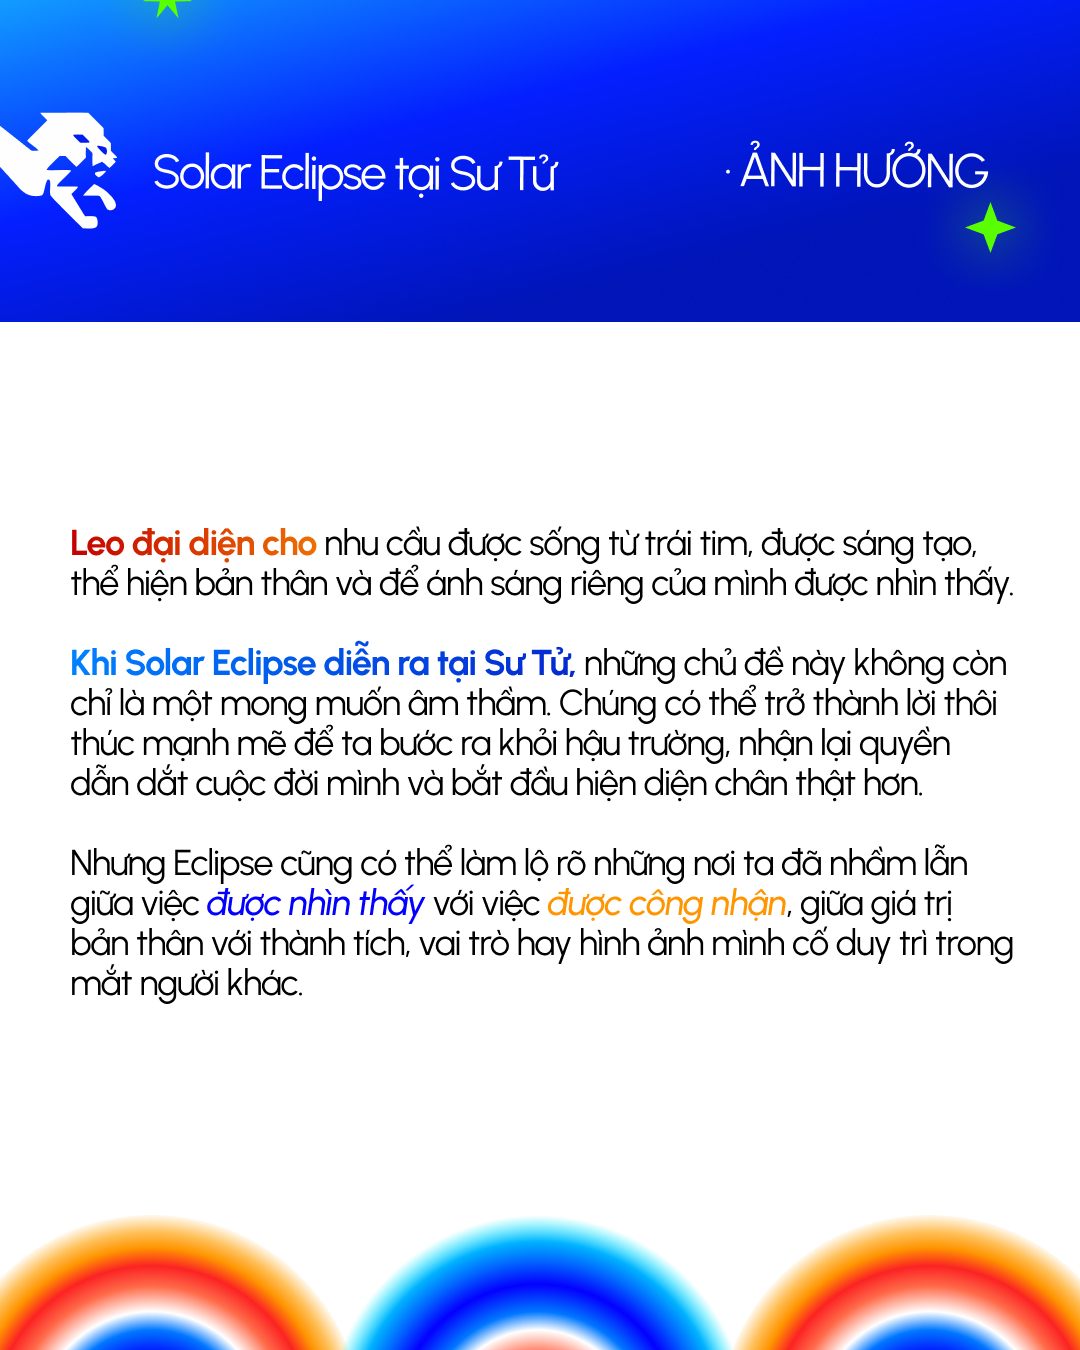 Solar Eclipse tại Sư Tử
· ẢNH HƯỞNG
Leo đại diện cho nhu cầu được sống từ trái tim, được sáng tạo,
thể hiện bản thân và để ánh sáng riêng của mình được nhìn thấy.
Khi Solar Eclipse diễn ra tại Sư Tử, những chủ đề này không còn
chỉ là một mong muốn âm thầm. Chúng có thể trở thành lời thôi
thúc mạnh mẽ để ta bước ra khỏi hậu trường, nhận lại quyền
dẫn dắt cuộc đời mình và bắt đầu hiện diện chân thật hơn.
Nhưng Eclipse cũng có thể làm lộ rõ những nơi ta đã nhầm lẫn
giữa việc được nhìn thấy với việc được công nhận, giữa giá trị
bản thân với thành tích, vai trò hay hình ảnh mình cố duy trì trong
mắt người khác.